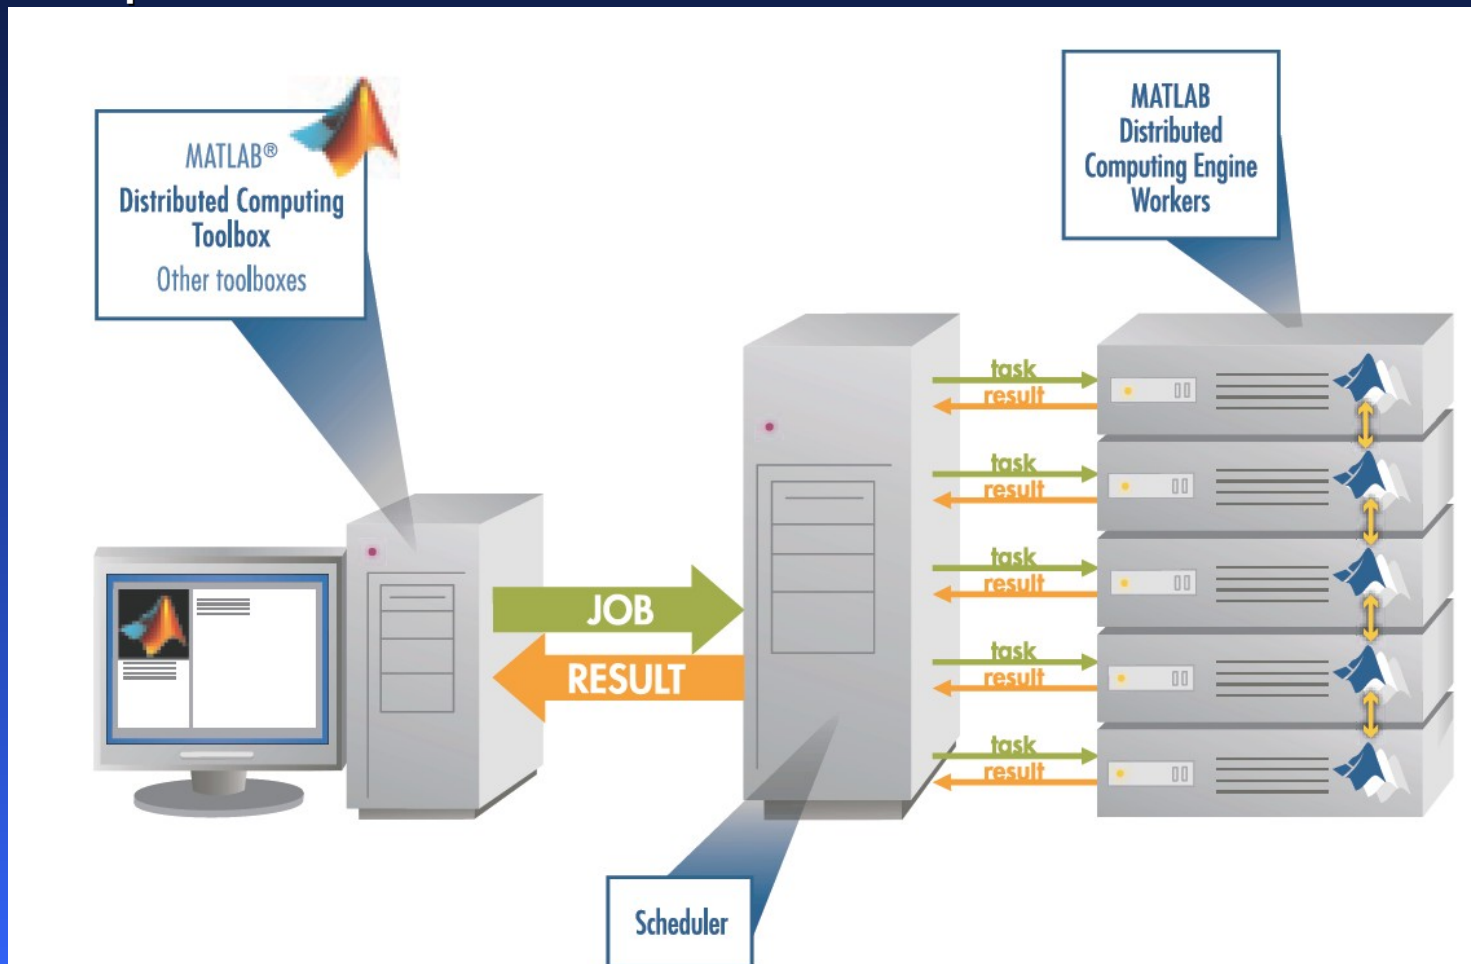 MATLAB®
Distributed Computing
Toolbox
Other toolboxes
MATLAB
Distributed
Computing Engine
Workers
JOB
RESULT
task
result
task
result
task
result
task
result
task
result
Scheduler